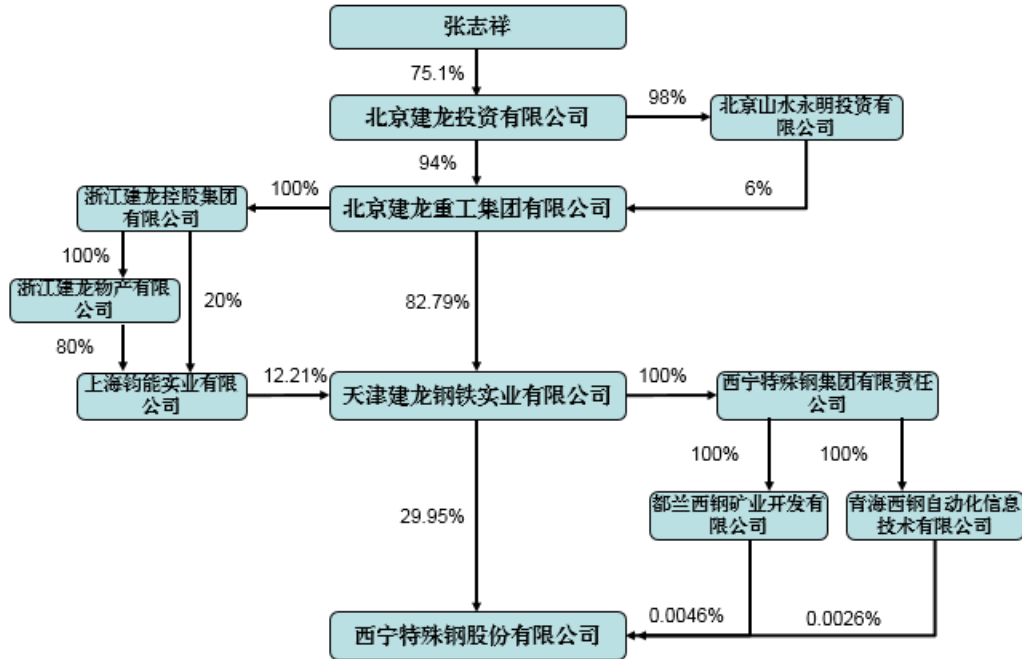 张志祥
75.1%
北京建龙投资有限公司
98%
北京山水永明投资有
限公司
94%
浙江建龙控股集团
有限公司
100%
北京建龙重工集团有限公司
6%
100%
浙江建龙物产有限
公司
20%
82.79%
80%
上海钧能实业有限
公司
12.21%
天津建龙钢铁实业有限公司
100%
西宁特殊钢集团有限责任
公司
100%
100%
都兰西钢矿业开发有
限公司
青海西钢自动化信息
技术有限公司
29.95%
0.0046%
0.0026%
西宁特殊钢股份有限公司